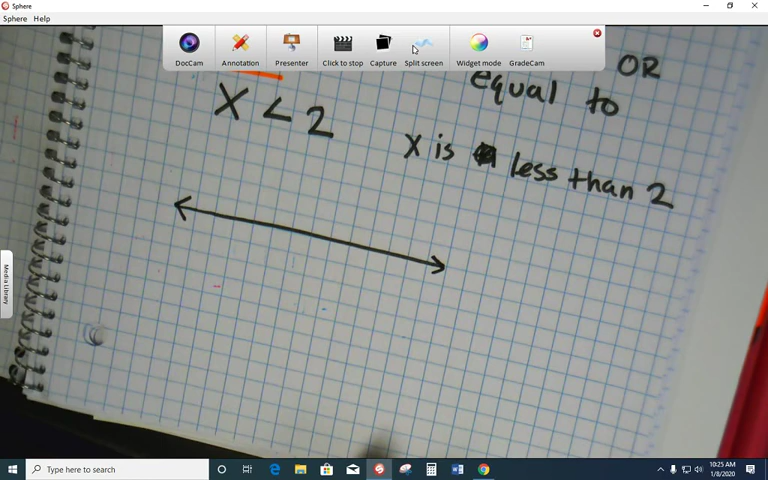 Sphere
Sphere Help
DocCam Annotation Presenter Click to stop Capture Split screen Widget mode GradeCam
OR
equal to
X < 2
X is less than 2
Media Library
Type here to search
10:25 AM
1/8/2020